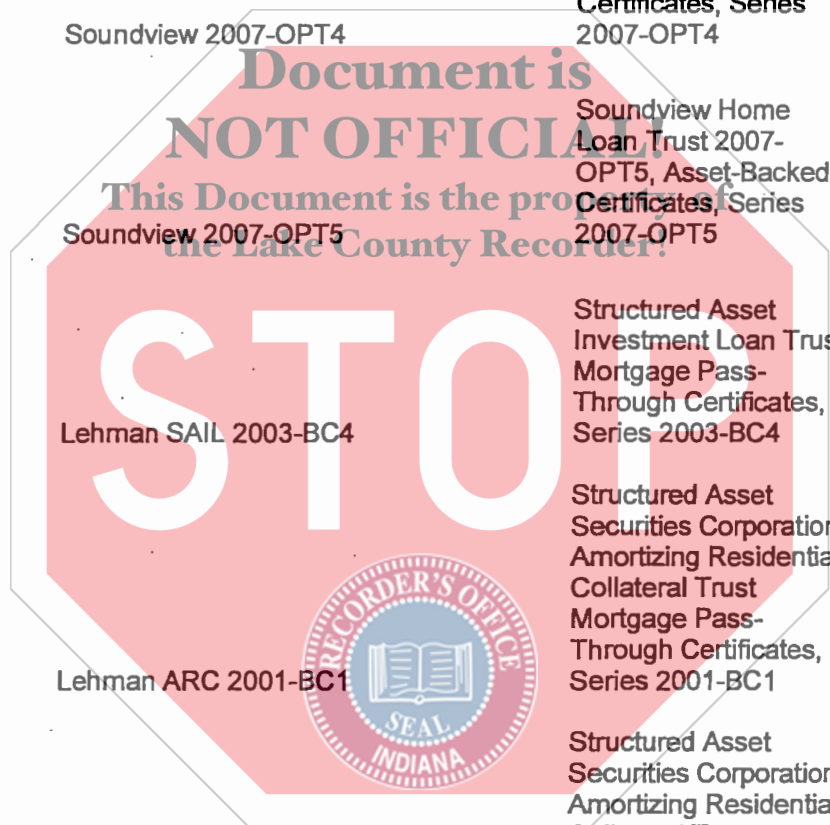 Certificates, Series
Soundview 2007-OPT4 2007-OPT4
Document is
NOT OFFICIAL!
Soundview Home
Loan Trust 2007-
OPT5, Asset-Backed
This Document is the property of
Certificates, Series
Soundview 2007-OPT5 2007-OPT5
the Lake County Recorder!
STOP
Structured Asset
Investment Loan Trus
Mortgage Pass-
Through Certificates,
Lehman SAIL 2003-BC4 Series 2003-BC4
Structured Asset
Securities Corporation
Amortizing Residentia
Collateral Trust
Mortgage Pass-
Through Certificates,
Lehman ARC 2001-BC1 Series 2001-BC1
RECORDER'S OFFICE
SEAL
INDIANA
Structured Asset
Securities Corporation
Amortizing Residentia